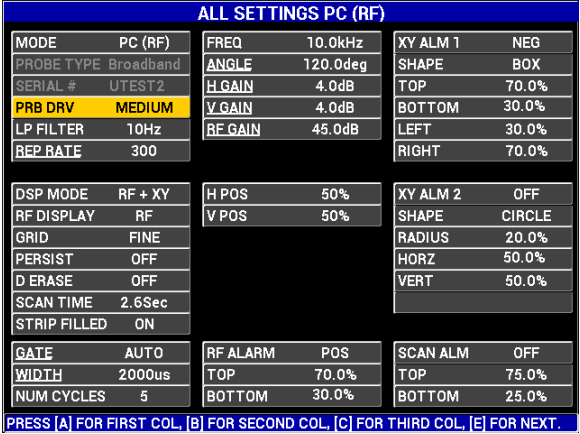 ALL SETTINGS PC (RF)
MODE PC (RF)
PROBE TYPE Broadband
SERIAL # UTEST2
PRB DRV MEDIUM
LP FILTER 10Hz
REP RATE 300
FREQ 10.0kHz
ANGLE 120.0deg
H GAIN 4.0dB
V GAIN 4.0dB
RF GAIN 45.0dB
XY ALM 1 NEG
SHAPE BOX
TOP 70.0%
BOTTOM 30.0%
LEFT 30.0%
RIGHT 70.0%
DSP MODE RF + XY
RF DISPLAY RF
GRID FINE
PERSIST OFF
D ERASE OFF
SCAN TIME 2.6Sec
STRIP FILLED ON
H POS 50%
V POS 50%
XY ALM 2 OFF
SHAPE CIRCLE
RADIUS 20.0%
HORZ 50.0%
VERT 50.0%
GATE AUTO
WIDTH 2000us
NUM CYCLES 5
RF ALARM POS
TOP 70.0%
BOTTOM 30.0%
SCAN ALM OFF
TOP 75.0%
BOTTOM 25.0%
PRESS [A] FOR FIRST COL, [B] FOR SECOND COL, [C] FOR THIRD COL, [E] FOR NEXT.